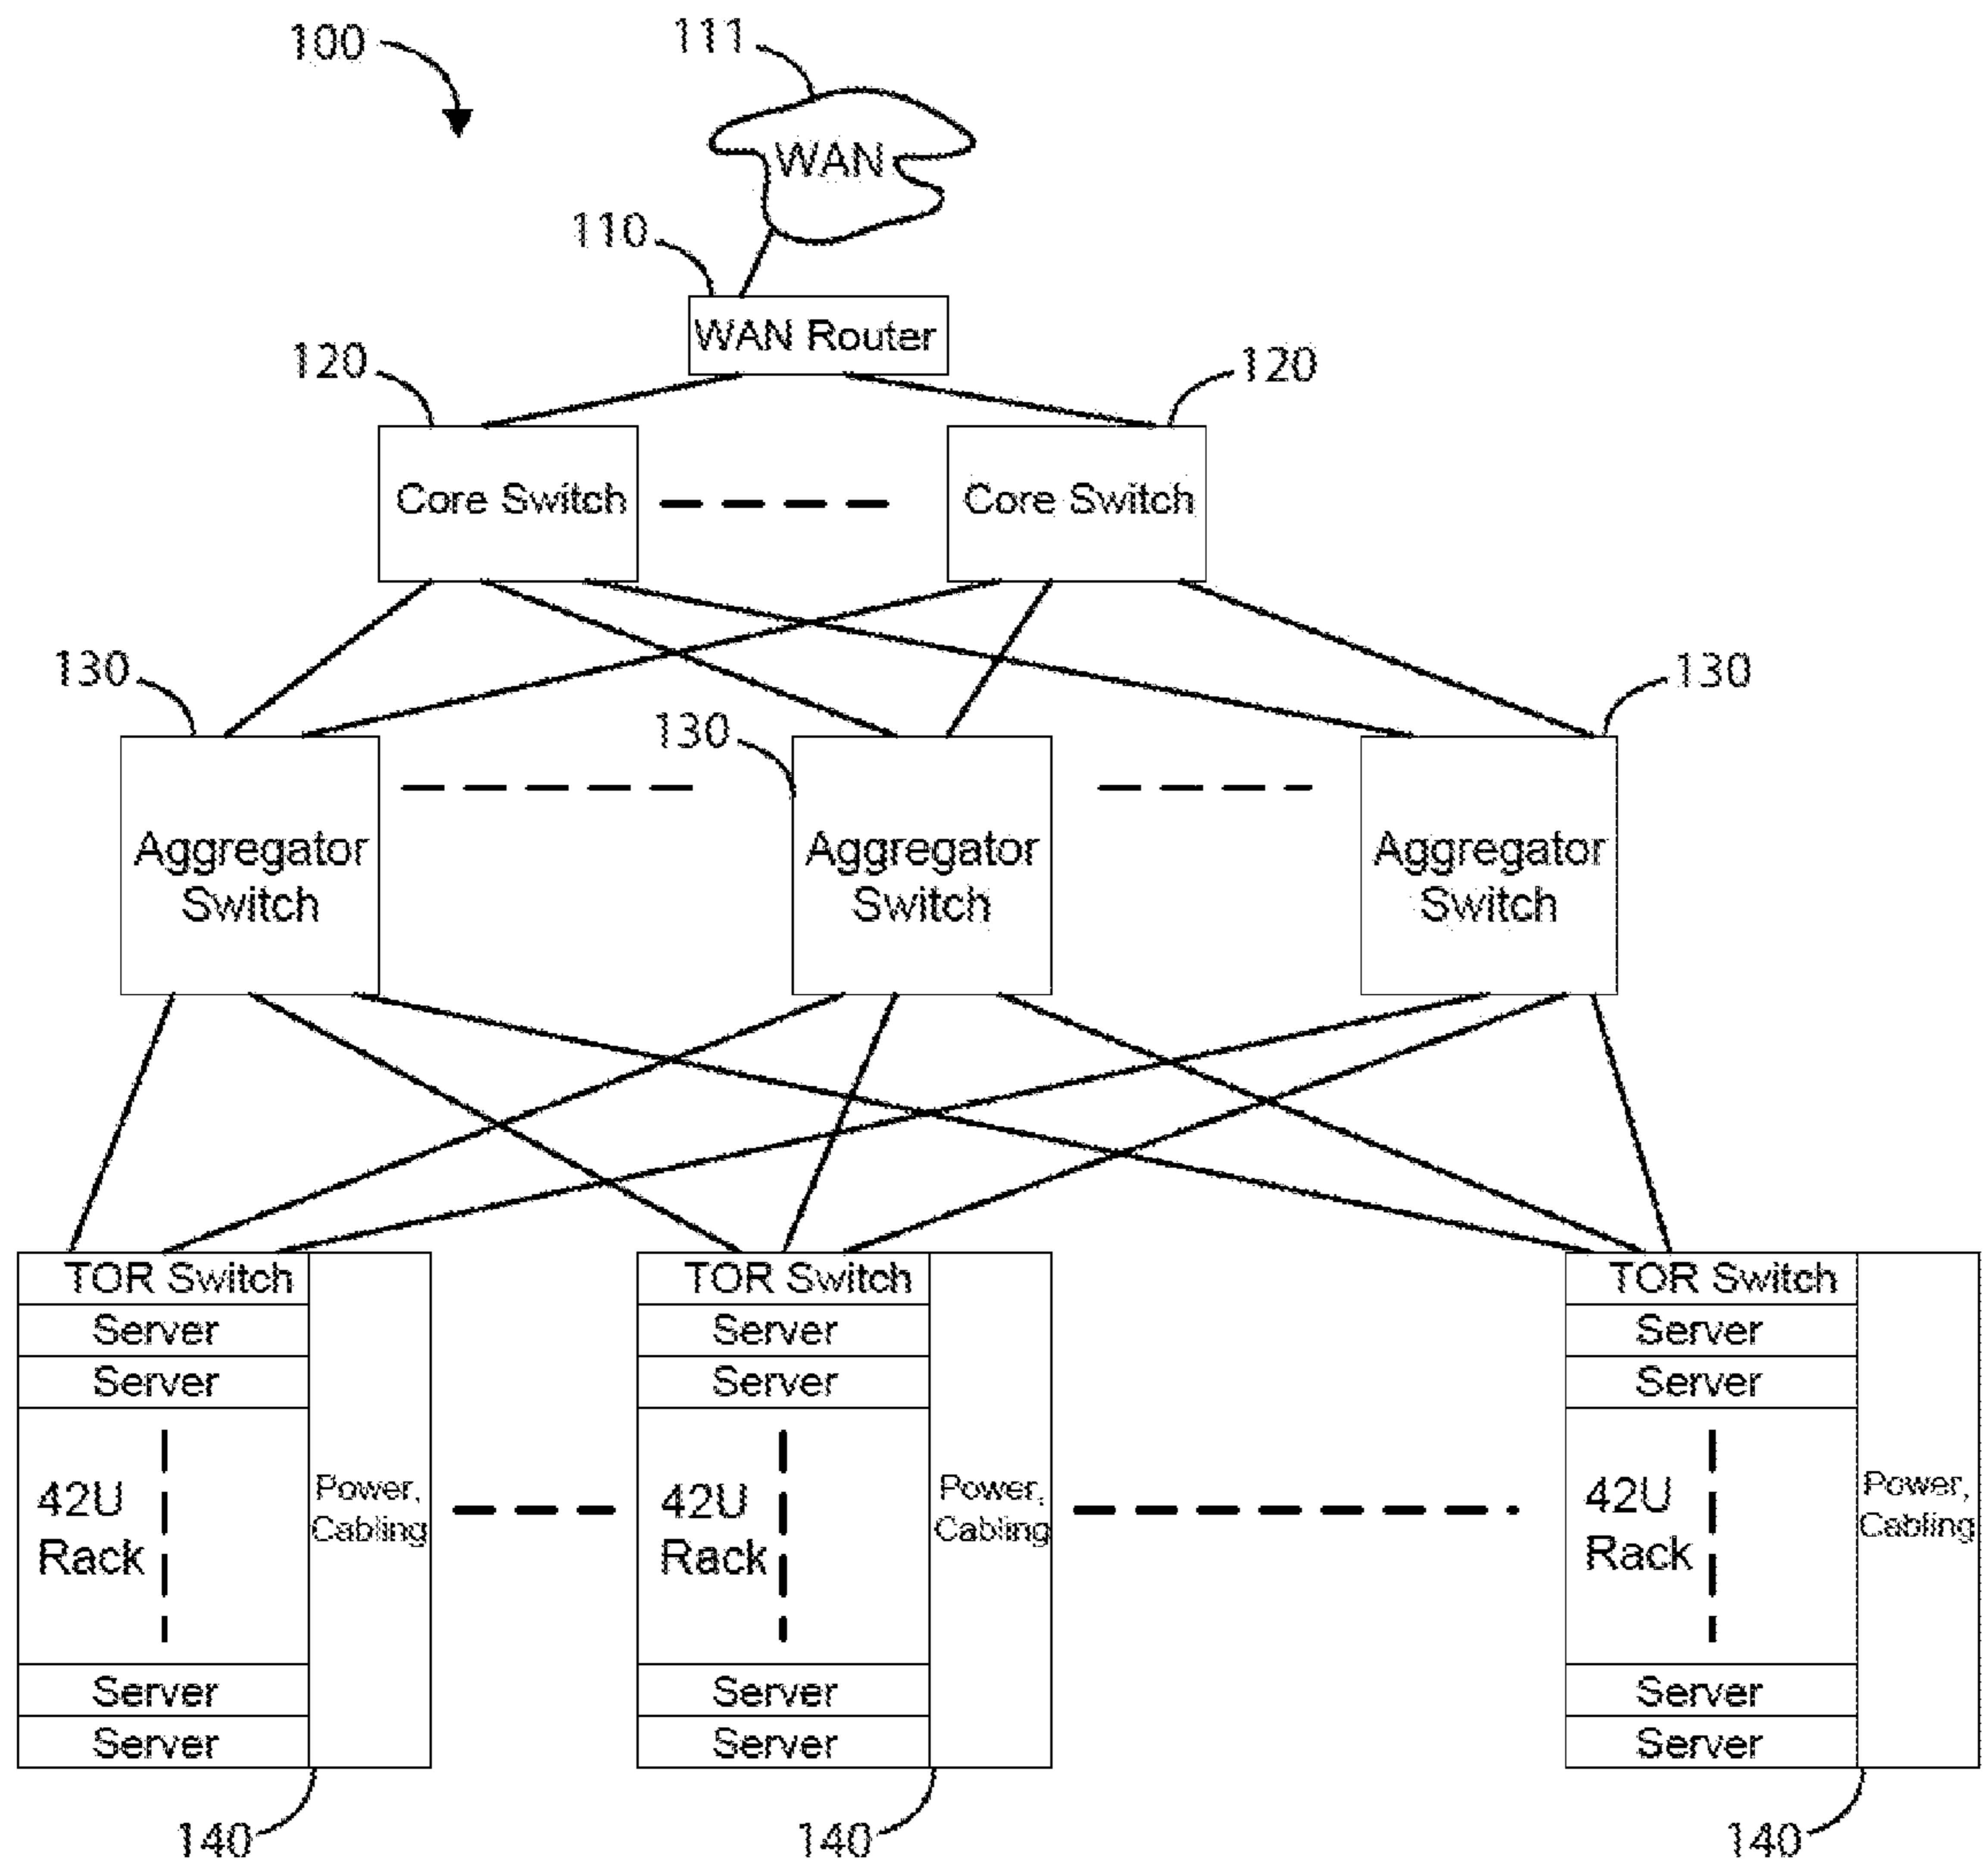 100
111
WAN
110
WAN Router
120
120
Core Switch
Core Switch
130
130
130
Aggregator
Switch
Aggregator
Switch
Aggregator
Switch
TOR Switch
Server
Server
42U
Rack
Power,
Cabling
Server
Server
140
TOR Switch
Server
Server
42U
Rack
Power,
Cabling
Server
Server
140
TOR Switch
Server
Server
42U
Rack
Power,
Cabling
Server
Server
140